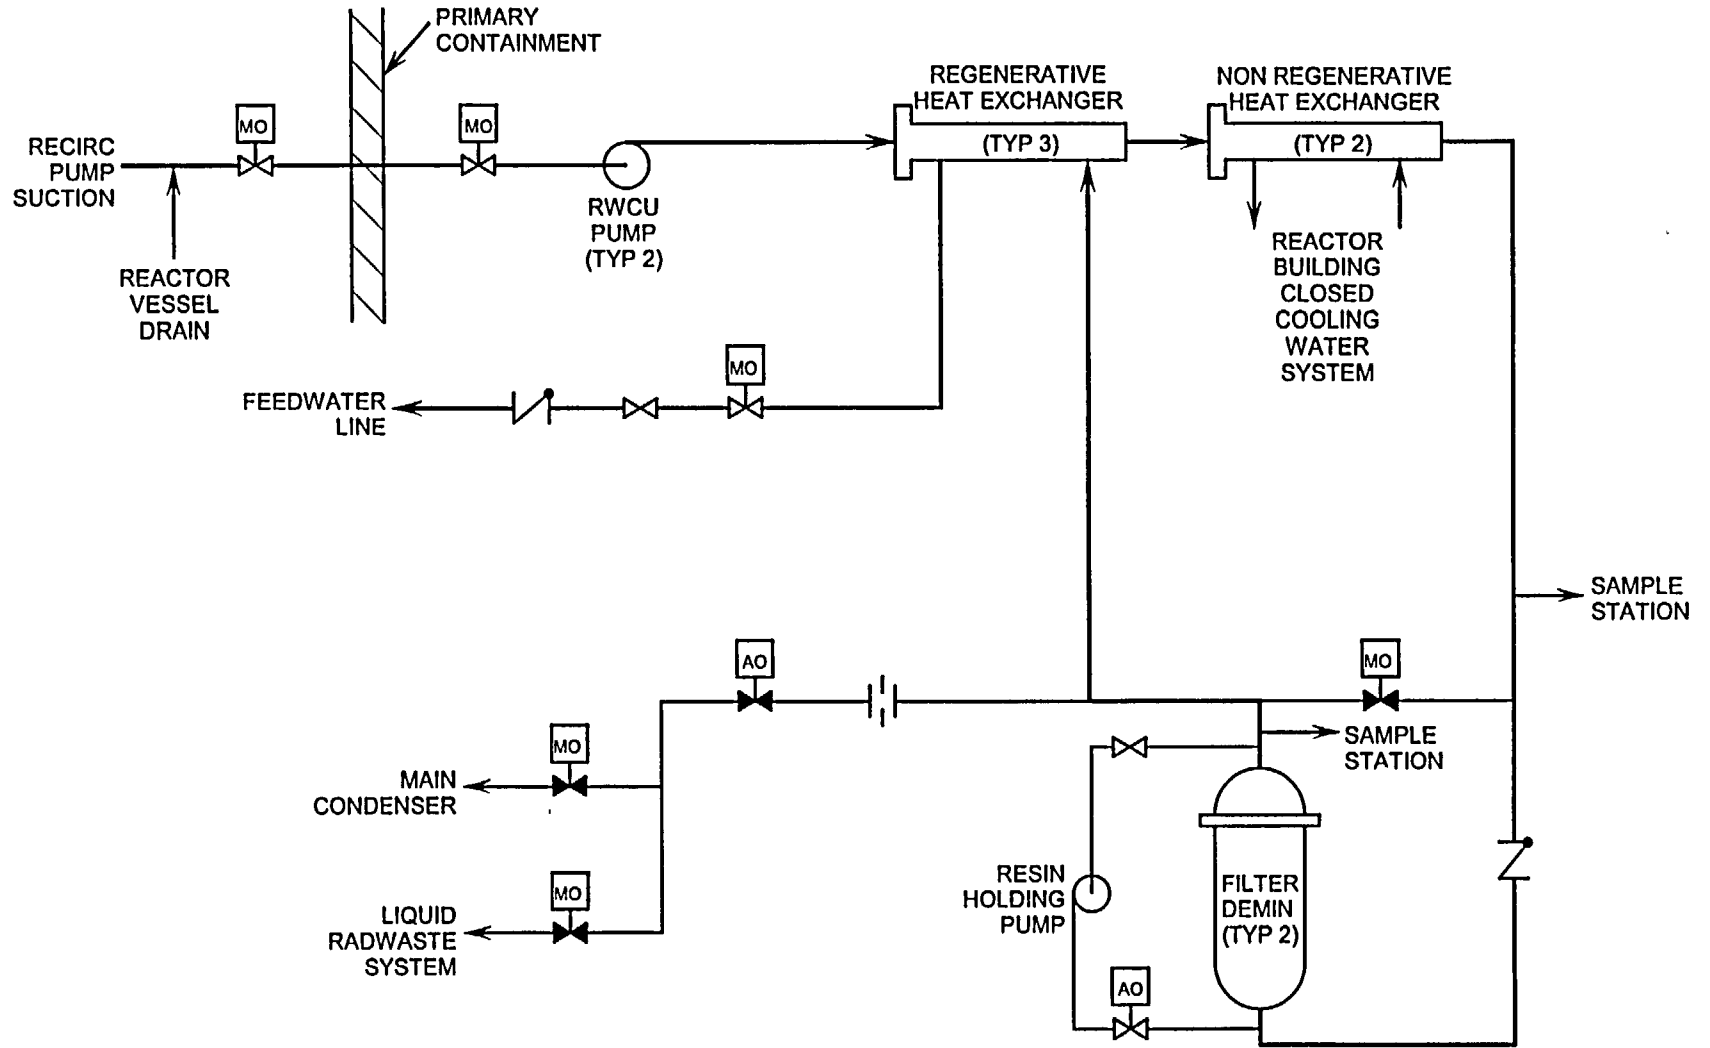 PRIMARY
CONTAINMENT
MO
MO
RECIRC
PUMP
SUCTION
REACTOR
VESSEL
DRAIN
RWCU
PUMP
(TYP 2)
REGENERATIVE
HEAT EXCHANGER
(TYP 3)
NON REGENERATIVE
HEAT EXCHANGER
(TYP 2)
REACTOR
BUILDING
CLOSED
COOLING
WATER
SYSTEM
MO
FEEDWATER
LINE
SAMPLE
STATION
AO
MO
SAMPLE
STATION
MO
MAIN
CONDENSER
MO
LIQUID
RADWASTE
SYSTEM
RESIN
HOLDING
PUMP
FILTER
DEMIN
(TYP 2)
AO